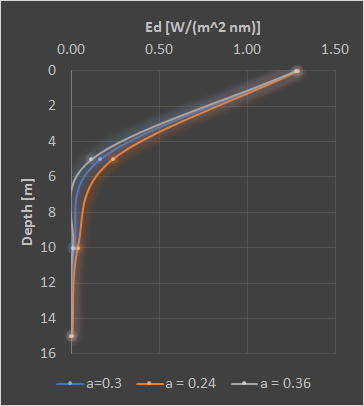 Ed [W/(m^2 nm)]
0.00 0.50 1.00 1.50
0
2
4
6
8
10
12
14
16
Depth [m]
a=0.3 a = 0.24 a = 0.36